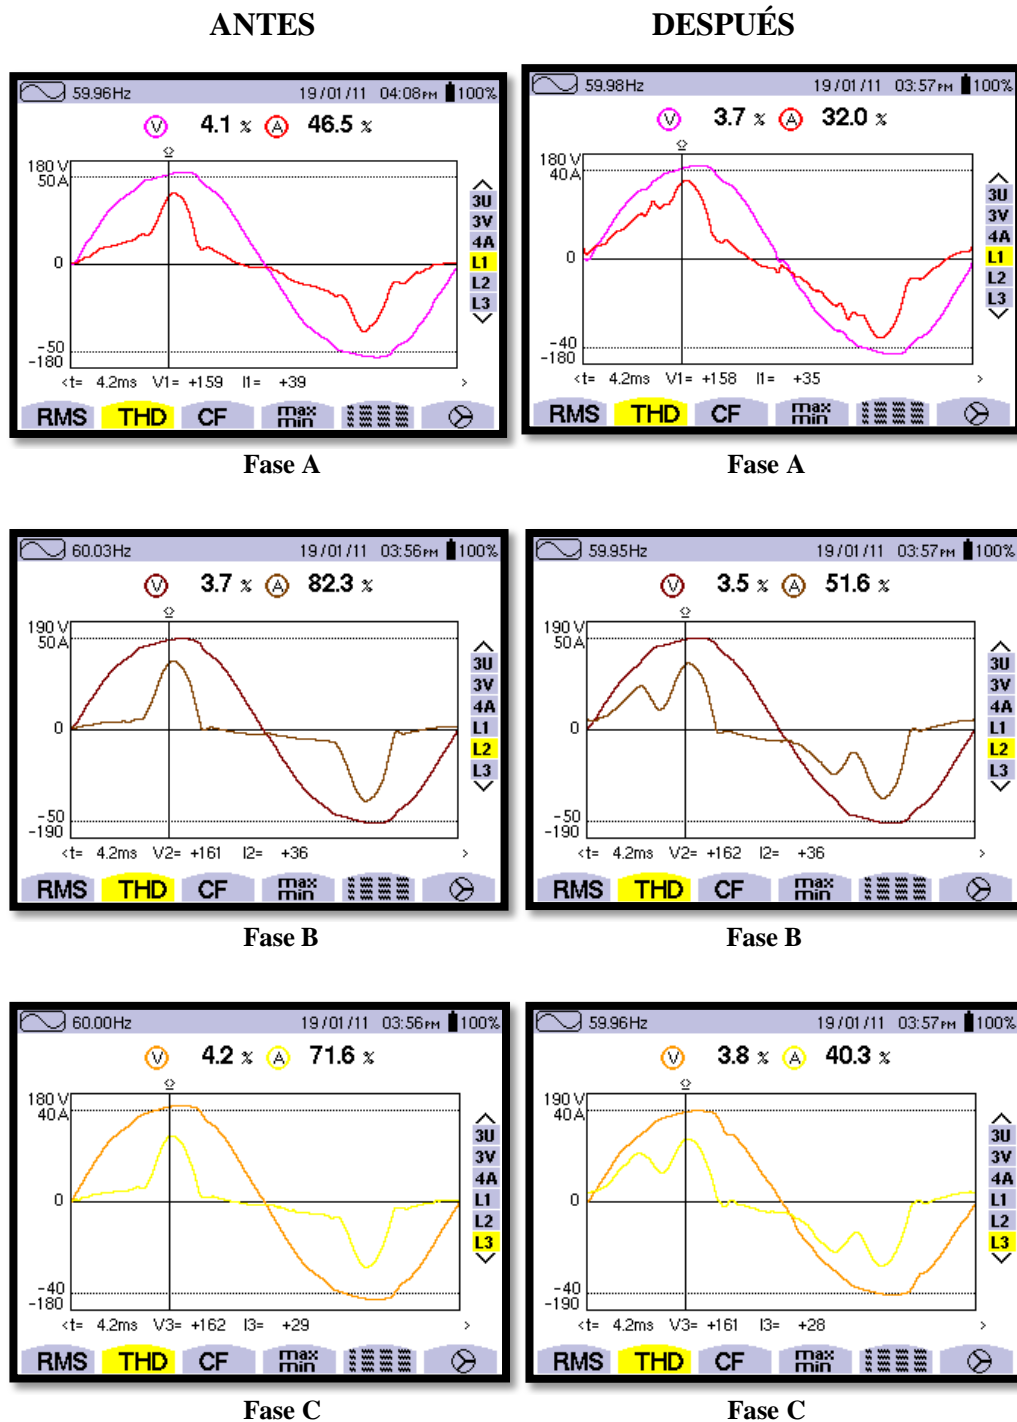 ANTES DESPUÉS
59.96Hz 19/01/11 04:08PM 100%
V 4.1 % A 46.5 %
180 V
50 A
0
-50
-180
3U
3V
4A
L1
L2
L3
<t= 4.2ms V1= +159 I1= +39 >
RMS THD CF max min
Fase A
59.98Hz 19/01/11 03:57PM 100%
V 3.7 % A 32.0 %
180 V
40 A
0
-40
-180
3U
3V
4A
L1
L2
L3
<t= 4.2ms V1= +158 I1= +35 >
RMS THD CF max min
Fase A
60.03Hz 19/01/11 03:56PM 100%
V 3.7 % A 82.3 %
190 V
50 A
0
-50
-190
3U
3V
4A
L1
L2
L3
<t= 4.2ms V2= +161 I2= +36 >
RMS THD CF max min
Fase B
59.95Hz 19/01/11 03:57PM 100%
V 3.5 % A 51.6 %
190 V
50 A
0
-50
-190
3U
3V
4A
L1
L2
L3
<t= 4.2ms V2= +162 I2= +36 >
RMS THD CF max min
Fase B
60.00Hz 19/01/11 03:56PM 100%
V 4.2 % A 71.6 %
180 V
40 A
0
-40
-180
3U
3V
4A
L1
L2
L3
<t= 4.2ms V3= +162 I3= +29 >
RMS THD CF max min
Fase C
59.96Hz 19/01/11 03:57PM 100%
V 3.8 % A 40.3 %
190 V
40 A
0
-40
-190
3U
3V
4A
L1
L2
L3
<t= 4.2ms V3= +161 I3= +28 >
RMS THD CF max min
Fase C